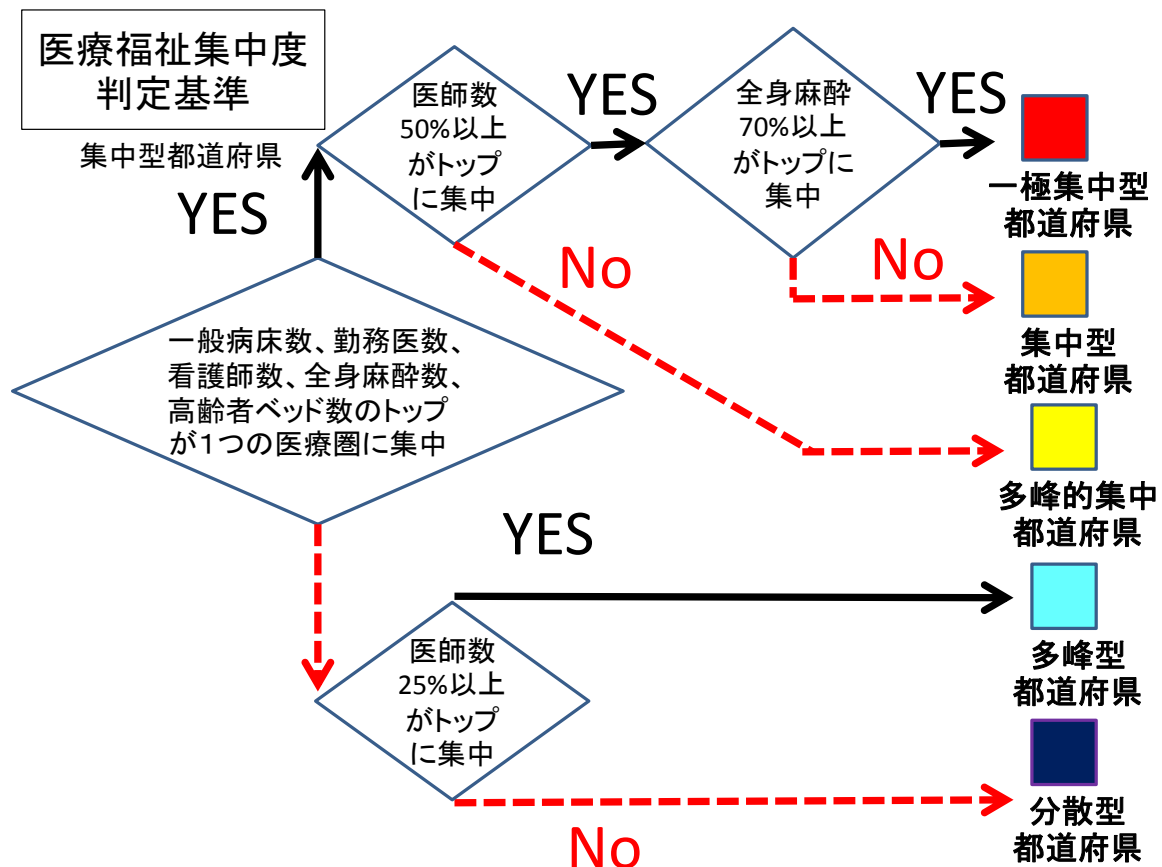 医療福祉集中度
判定基準
集中型都道府県
YES
医師数
50%以上
がトップ
に集中
YES
全身麻酔
70%以上
がトップに
集中
YES
一極集中型
都道府県
No
No
集中型
都道府県
一般病床数、勤務医数、
看護師数、全身麻酔数、
高齢者ベッド数のトップ
が１つの医療圏に集中
多峰的集中
都道府県
YES
医師数
25%以上
がトップ
に集中
多峰型
都道府県
No
分散型
都道府県